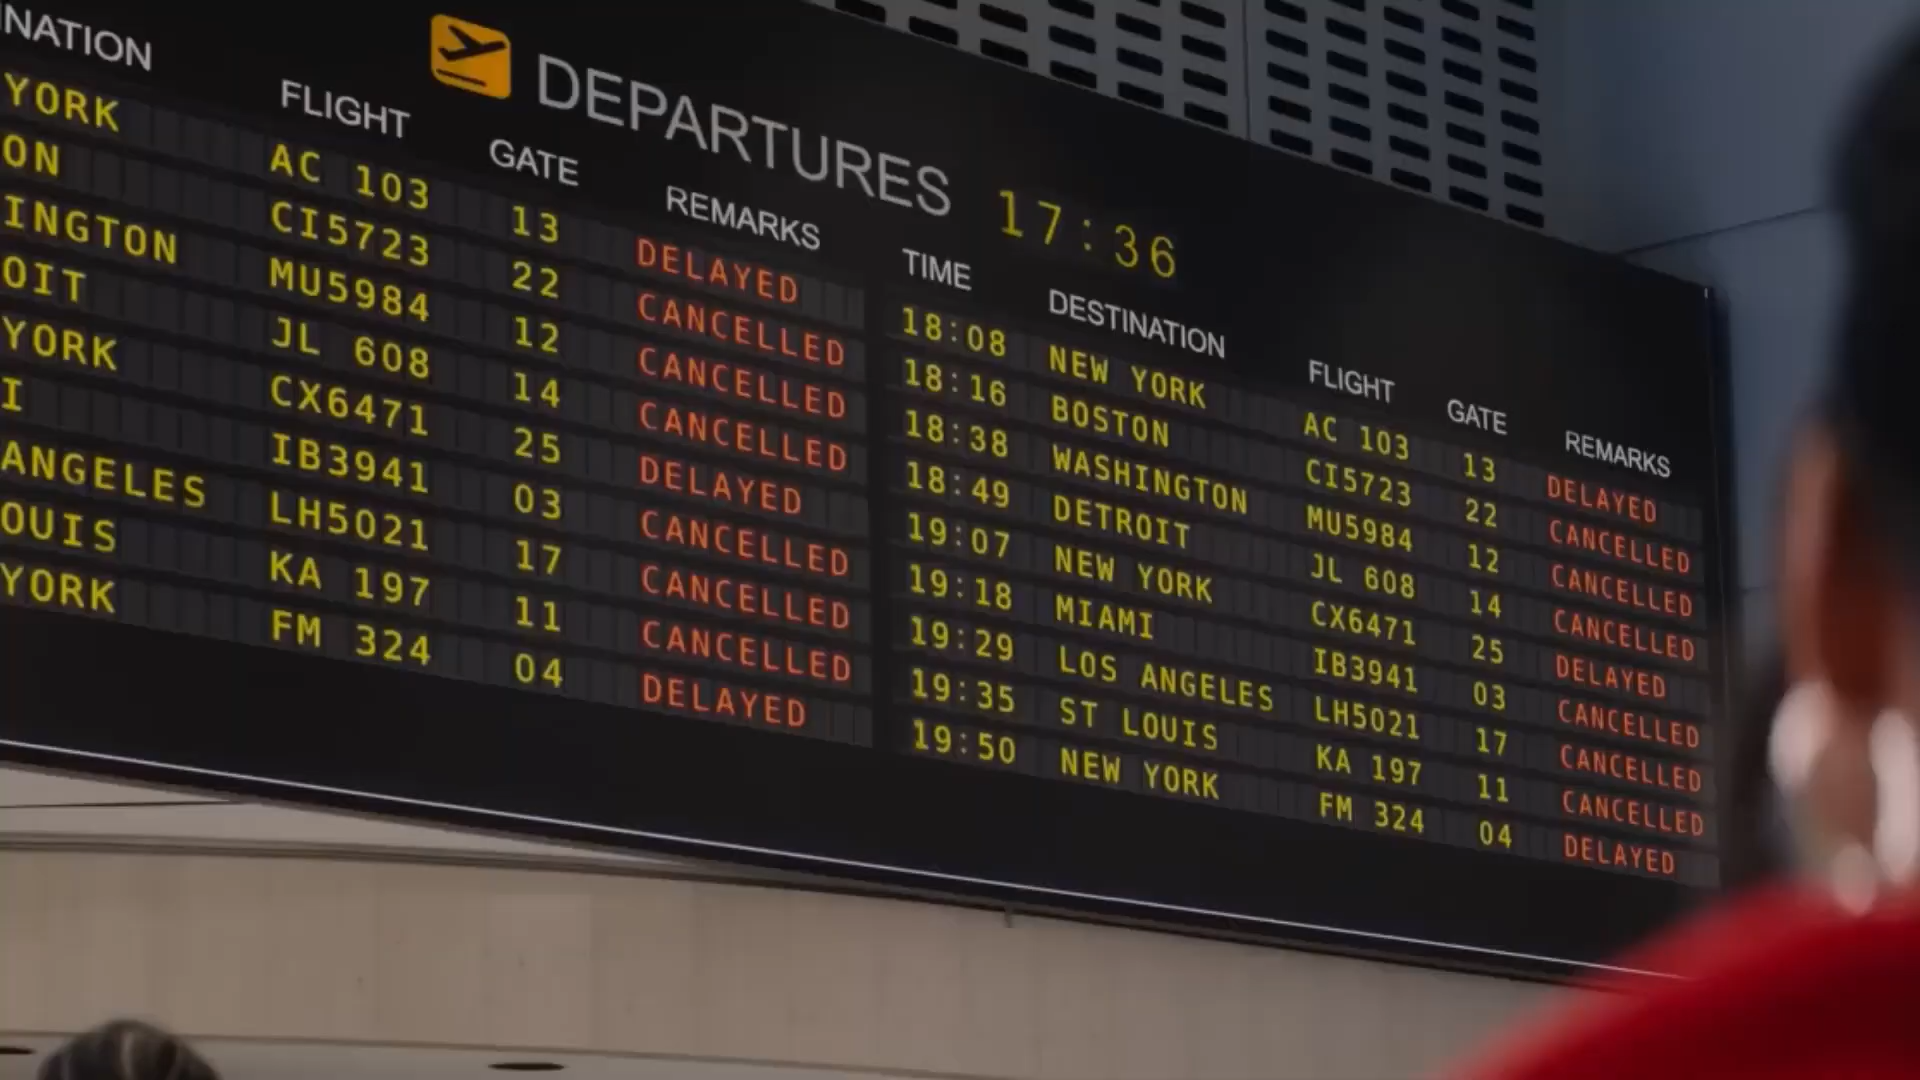 DEPARTURES 17:36
INATION FLIGHT GATE REMARKS
YORK AC 103 13 DELAYED
ON CI5723 22 CANCELLED
INGTON MU5984 12 CANCELLED
OIT JL 608 14 CANCELLED
YORK CX6471 25 DELAYED
I IB3941 03 CANCELLED
ANGELES LH5021 17 CANCELLED
OUIS KA 197 11 CANCELLED
YORK FM 324 04 DELAYED
TIME DESTINATION FLIGHT GATE REMARKS
18:08 NEW YORK AC 103 13 DELAYED
18:16 BOSTON CI5723 22 CANCELLED
18:38 WASHINGTON MU5984 12 CANCELLED
18:49 DETROIT JL 608 14 CANCELLED
19:07 NEW YORK CX6471 25 DELAYED
19:18 MIAMI IB3941 03 CANCELLED
19:29 LOS ANGELES LH5021 17 CANCELLED
19:35 ST LOUIS KA 197 11 CANCELLED
19:50 NEW YORK FM 324 04 DELAYED